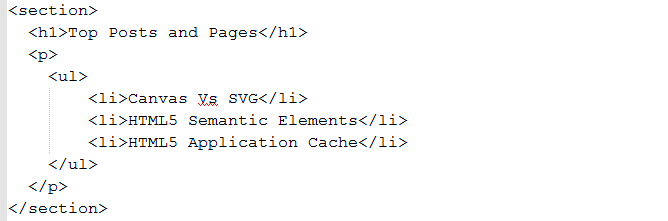 <section>
<h1>Top Posts and Pages</h1>
<p>
<ul>
<li>Canvas Vs SVG</li>
<li>HTML5 Semantic Elements</li>
<li>HTML5 Application Cache</li>
</ul>
</p>
</section>